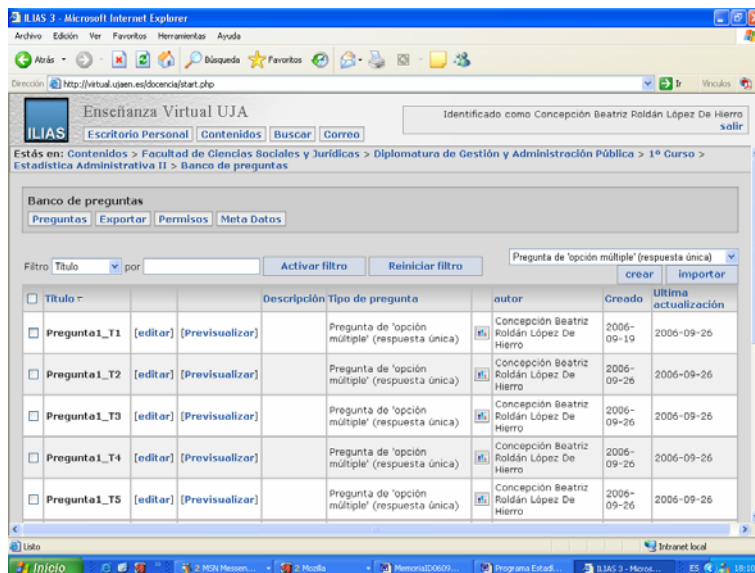 ILIAS 3 - Microsoft Internet Explorer
Archivo Edición Ver Favoritos Herramientas Ayuda
Atrás Búsqueda Favoritos
Dirección http://virtual.ujaen.es/docencia/start.php Ir Vínculos
ILIAS
Enseñanza Virtual UJA
Escritorio Personal Contenidos Buscar Correo
Identificado como Concepción Beatriz Roldán López De Hierro
salir
Estás en: Contenidos > Facultad de Ciencias Sociales y Jurídicas > Diplomatura de Gestión y Administración Pública > 1º Curso >
Estadística Administrativa II > Banco de preguntas
Banco de preguntas
Preguntas Exportar Permisos Meta Datos
Filtro Título por Activar filtro Reiniciar filtro
Pregunta de 'opción múltiple' (respuesta única)
crear importar
Título Descripción Tipo de pregunta autor Creado Ultima
actualización
Pregunta1_T1 [editar] [Previsualizar] Pregunta de 'opción
múltiple' (respuesta única) Concepción Beatriz
Roldán López De
Hierro 2006-
09-19 2006-09-26
Pregunta1_T2 [editar] [Previsualizar] Pregunta de 'opción
múltiple' (respuesta única) Concepción Beatriz
Roldán López De
Hierro 2006-
09-26 2006-09-26
Pregunta1_T3 [editar] [Previsualizar] Pregunta de 'opción
múltiple' (respuesta única) Concepción Beatriz
Roldán López De
Hierro 2006-
09-26 2006-09-26
Pregunta1_T4 [editar] [Previsualizar] Pregunta de 'opción
múltiple' (respuesta única) Concepción Beatriz
Roldán López De
Hierro 2006-
09-26 2006-09-26
Pregunta1_T5 [editar] [Previsualizar] Pregunta de 'opción
múltiple' (respuesta única) Concepción Beatriz
Roldán López De
Hierro 2006-
09-26 2006-09-26
Listo Intranet local
Inicio 2 MSN Messen... 2 Mozilla MemoriaID0609... Programa Estadí... ILIAS 3 - Micros... ES 18:10